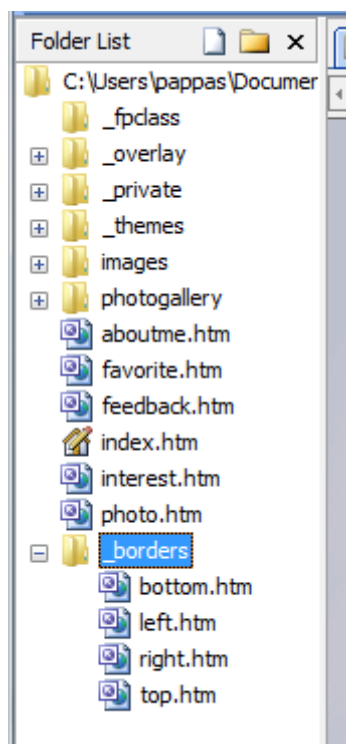 Folder List
C:\Users\pappas\Documer
_fpclass
_overlay
_private
_themes
images
photogallery
aboutme.htm
favorite.htm
feedback.htm
index.htm
interest.htm
photo.htm
_borders
bottom.htm
left.htm
right.htm
top.htm